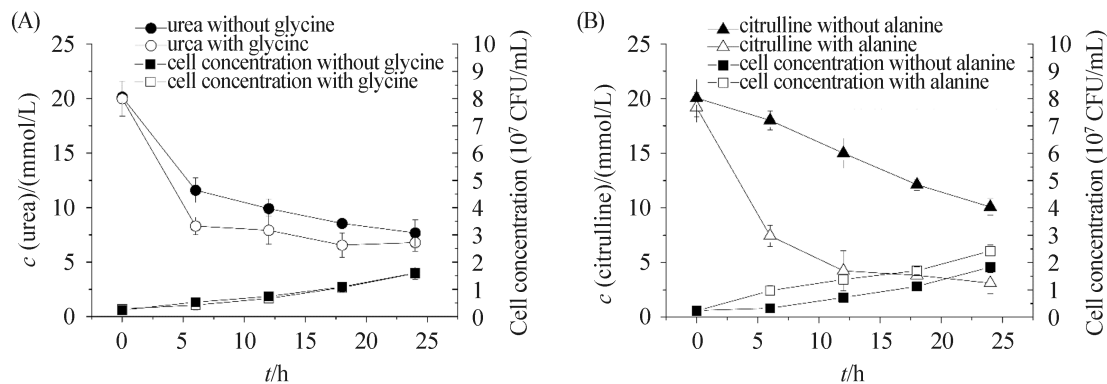 (A)
urea without glycine
urea with glycinc
cell concentration without glycine
cell concentration with glycine
25
20
15
10
5
0
c (urea)/(mmol/L)
10
9
8
7
6
5
4
3
2
1
0
Cell concentration (10⁷ CFU/mL)
0 5 10 15 20 25
t/h
(B)
citrulline without alanine
citrulline with alanine
cell concentration without alanine
cell concentration with alanine
25
20
15
10
5
0
c (citrulline)/(mmol/L)
10
9
8
7
6
5
4
3
2
1
0
Cell concentration (10⁷ CFU/mL)
0 5 10 15 20 25
t/h